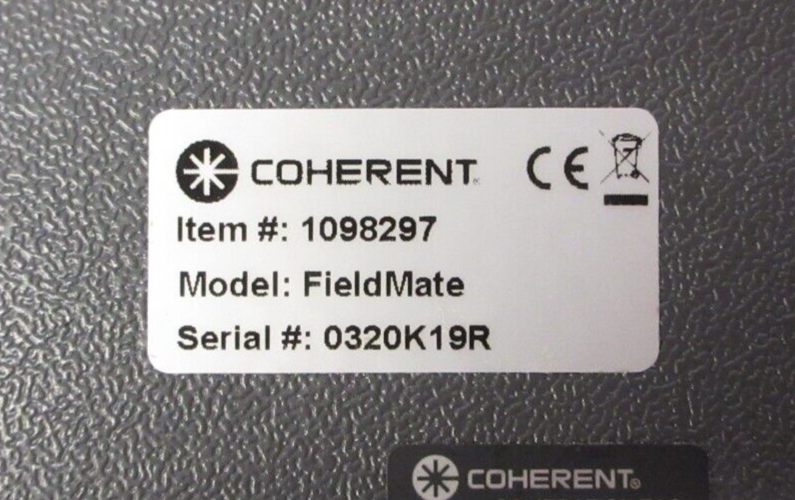 COHERENT® CE
Item #: 1098297
Model: FieldMate
Serial #: 0320K19R
COHERENT®